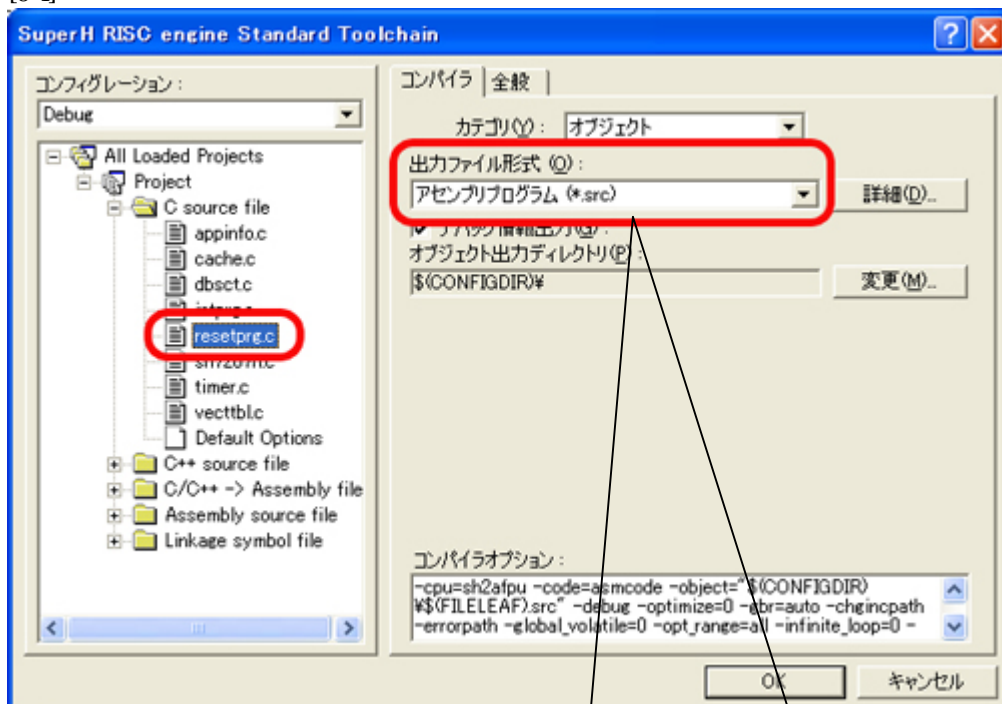 SuperH RISC engine Standard Toolchain
コンフィグレーション :
Debug
All Loaded Projects
Project
C source file
appinfo.c
cache.c
dbsct.c
resetprg.c
timer.c
vecttbl.c
Default Options
C++ source file
C/C++ -> Assembly file
Assembly source file
Linkage symbol file
コンパイラ
全般
カテゴリ(Y) : オブジェクト
出力ファイル形式 (O) :
アセンブリプログラム (*.src)
詳細(D)...
オブジェクト出力ディレクトリ(P) :
$(CONFIGDIR)¥
変更(M)...
コンパイラオプション :
-cpu=sh2afpu -code=asmcode -object="$(CONFIGDIR)
¥$(FILELEAF).src" -debug -optimize=0 -gbr=auto -chgincpath
-errorpath -global_volatile=0 -opt_range=all -infinite_loop=0 -
OK
キャンセル